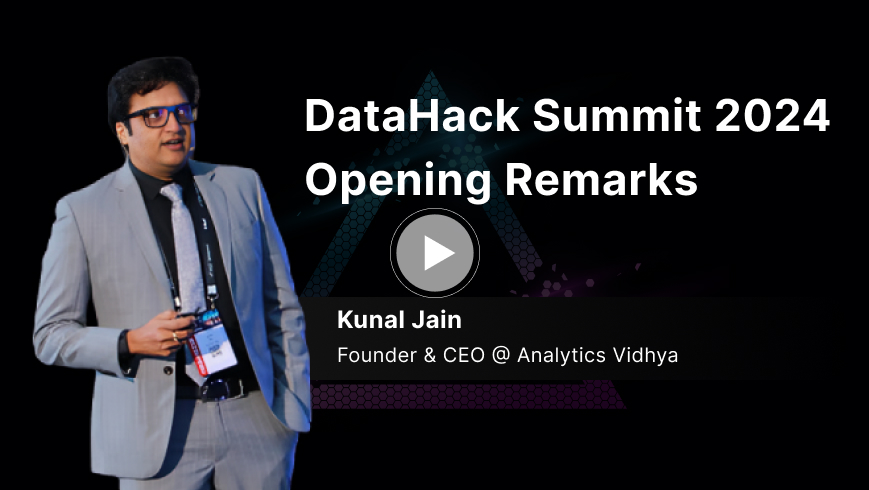 DataHack Summit 2024
Opening Remarks
Kunal Jain
Founder & CEO @ Analytics Vidhya